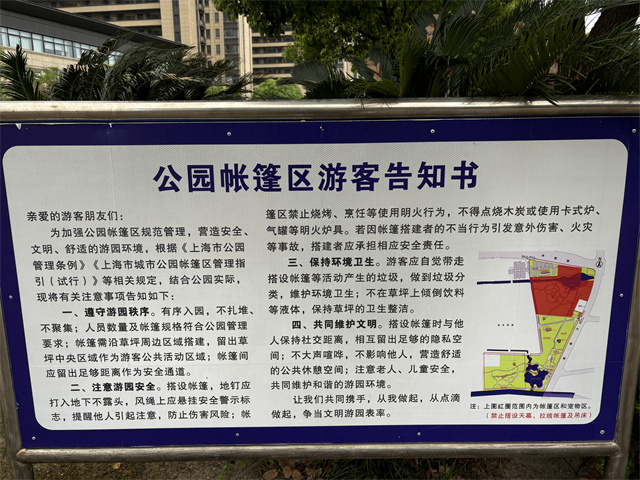 公园帐篷区游客告知书
亲爱的游客朋友们：
为加强公园帐篷区规范管理，营造安全、
文明、舒适的游园环境，根据《上海市公园
管理条例》《上海市城市公园帐篷区管理指
引（试行）》等相关规定，结合公园实际，
现将有关注意事项告知如下：
一、遵守游园秩序。有序入园，不扎堆、
不聚集；人员数量及帐篷规格符合公园管理
要求；帐篷需沿草坪周边区域搭建，留出草
坪中央区域作为游客公共活动区域；帐篷间
应留出足够距离作为安全通道。
二、注意游园安全。搭设帐篷，地钉应
打入地下不露头，风绳上应悬挂安全警示标
志，提醒他人引起注意，防止伤害风险；帐
篷区禁止烧烤、烹饪等使用明火行为，不得点烧木炭或使用卡式炉、
气罐等明火炉具。若因帐篷搭建者的不当行为引发意外伤害、火灾
等事故，搭建者应承担相应安全责任。
三、保持环境卫生。游客应自觉带走
搭设帐篷等活动产生的垃圾，做到垃圾分
类，维护环境卫生；不在草坪上倾倒饮料
等液体，保持草坪的卫生整洁。
四、共同维护文明。搭设帐篷时与他
人保持社交距离，相互留出足够的隐私空
间；不大声喧哗，不影响他人，营造舒适
的公共休憩空间；注意老人、儿童安全，
共同维护和谐的游园环境。
让我们共同携手，从我做起，从点滴
做起，争当文明游园表率。
注：上图红圈范围内为帐篷区和宠物区。
（禁止搭设天幕、拉线帐篷及吊床）